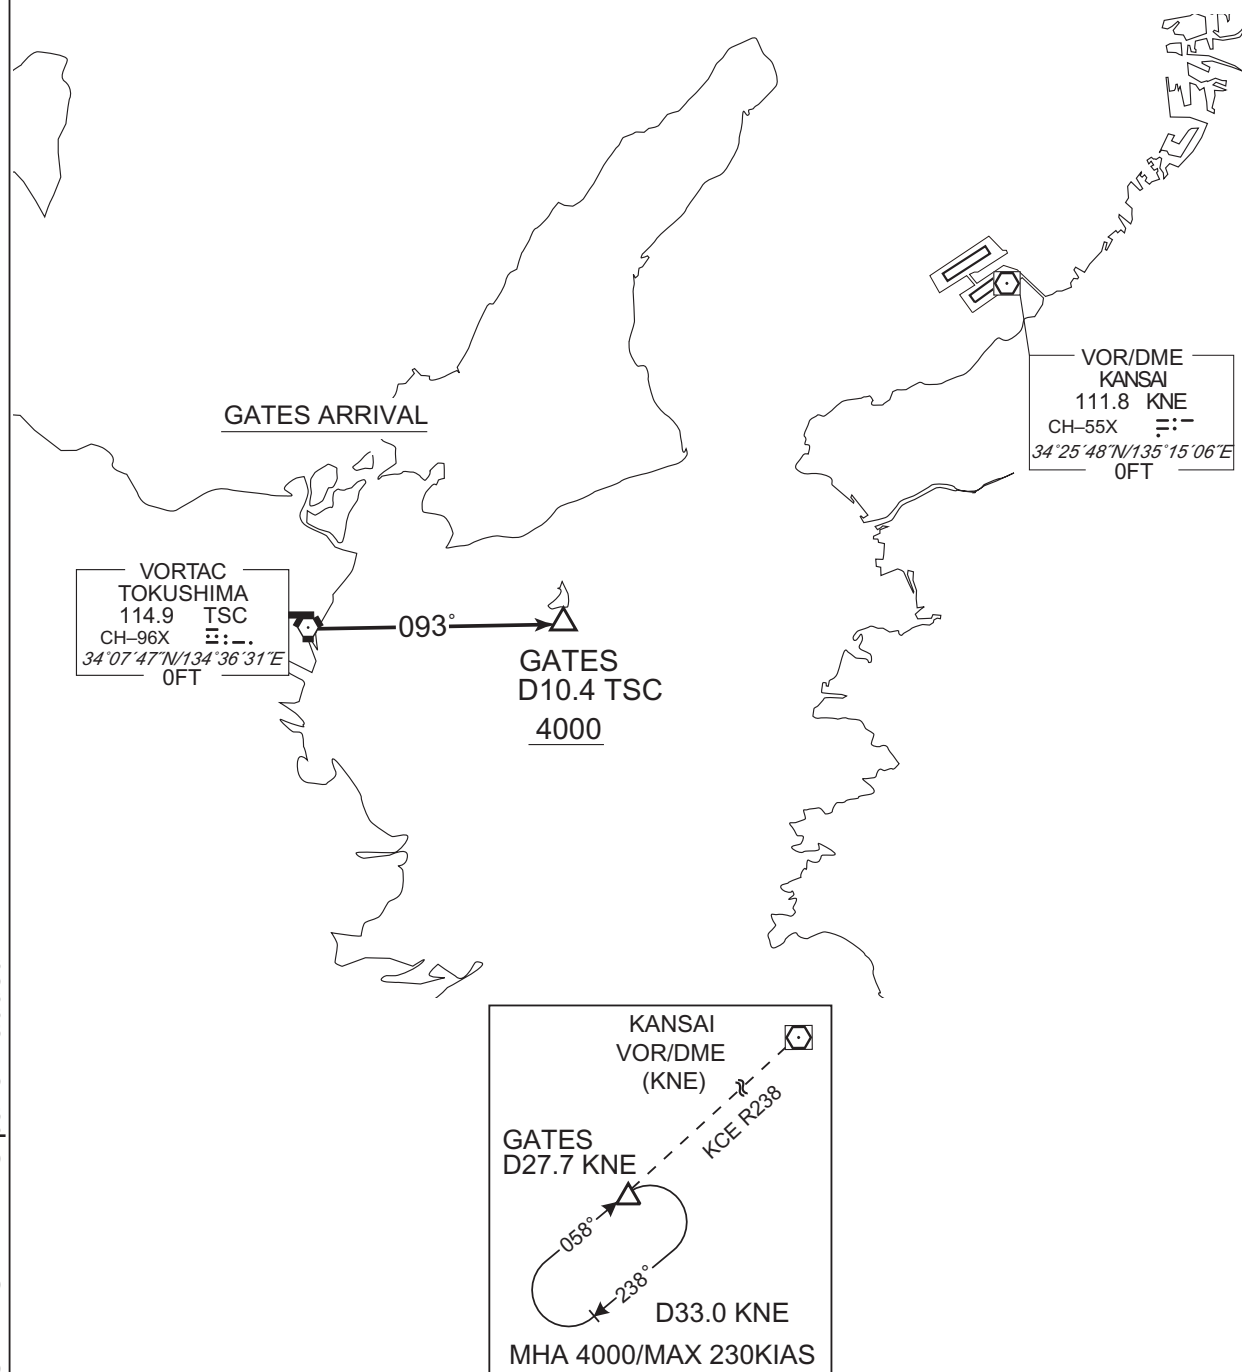 GATES ARRIVAL
VOR/DME
KANSAI
111.8 KNE
CH–55X
34°25´48˝N/135°15´06˝E
0FT
VORTAC
TOKUSHIMA
114.9 TSC
CH–96X
34°07´47˝N/134°36´31˝E
0FT
093°
GATES
D10.4 TSC
4000
KANSAI
VOR/DME
(KNE)
KCE R238
GATES
D27.7 KNE
058°
238°
D33.0 KNE
MHA 4000/MAX 230KIAS